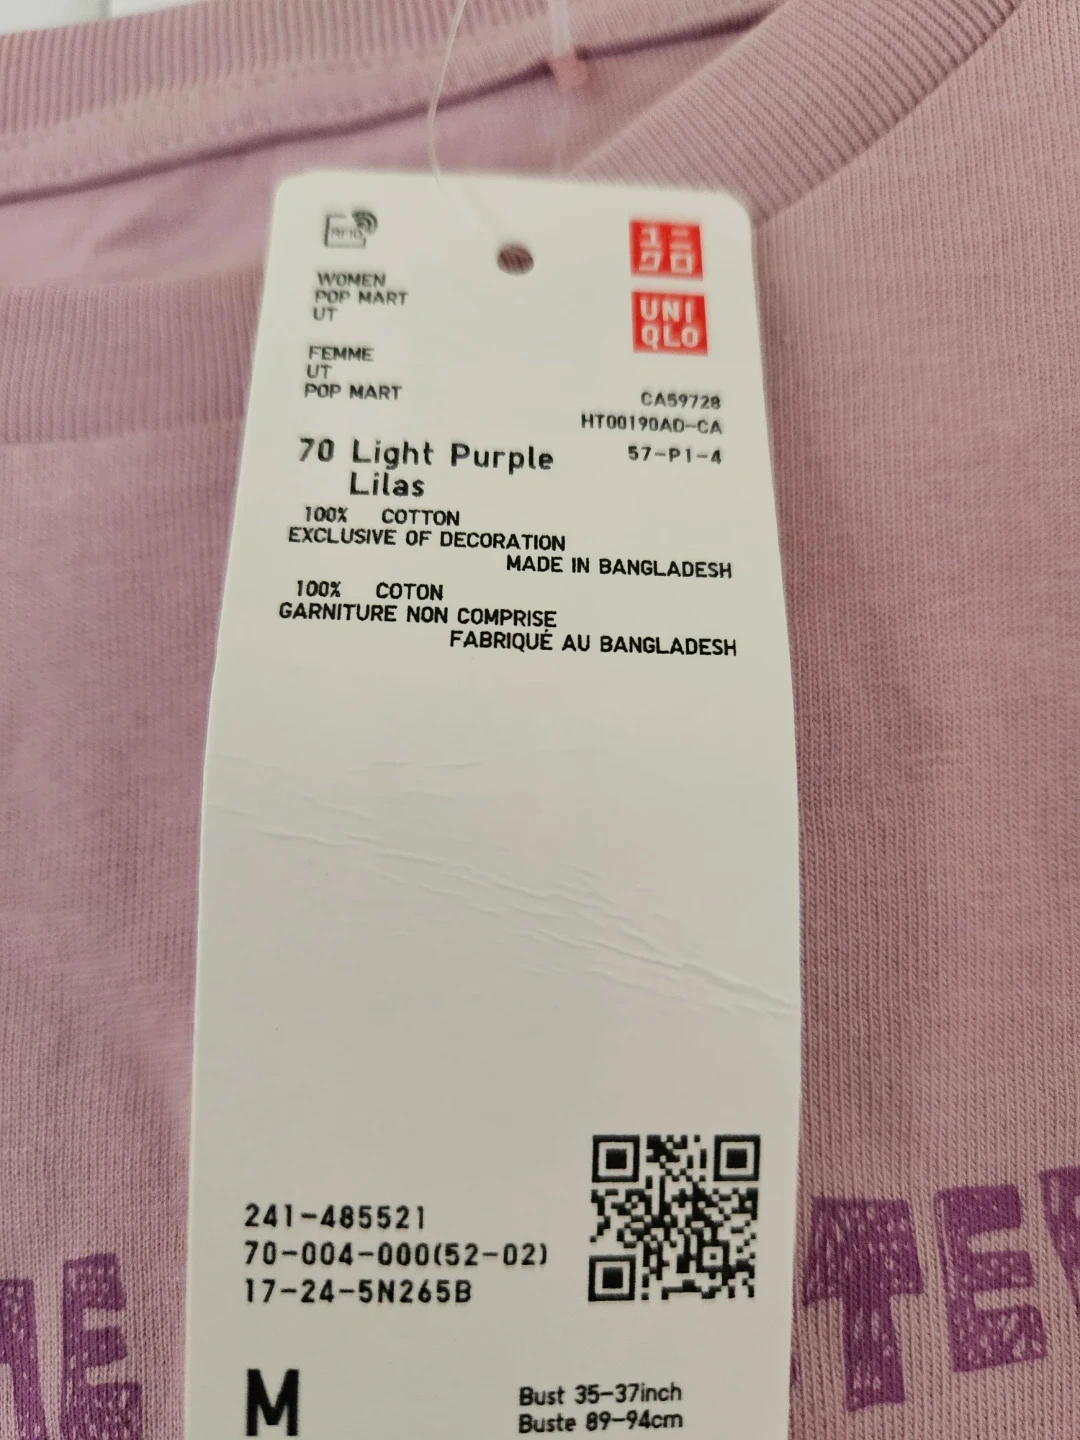 RFID
ユニ
クロ
UNI
QLO
WOMEN
POP MART
UT
FEMME
UT
POP MART
CA59728
HT00190AD-CA
57-P1-4
70 Light Purple
Lilas
100% COTTON
EXCLUSIVE OF DECORATION
MADE IN BANGLADESH
100% COTON
GARNITURE NON COMPRISE
FABRIQUÉ AU BANGLADESH
241-485521
70-004-000(52-02)
17-24-5N265B
M
Bust 35-37inch
Buste 89-94cm